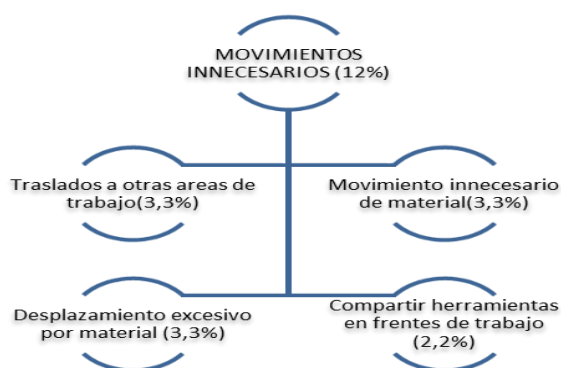 MOVIMIENTOS
INNECESARIOS (12%)
Traslados a otras areas de
trabajo(3,3%)
Movimiento innecesario
de material(3,3%)
Desplazamiento excesivo
por material (3,3%)
Compartir herramientas
en frentes de trabajo
(2,2%)